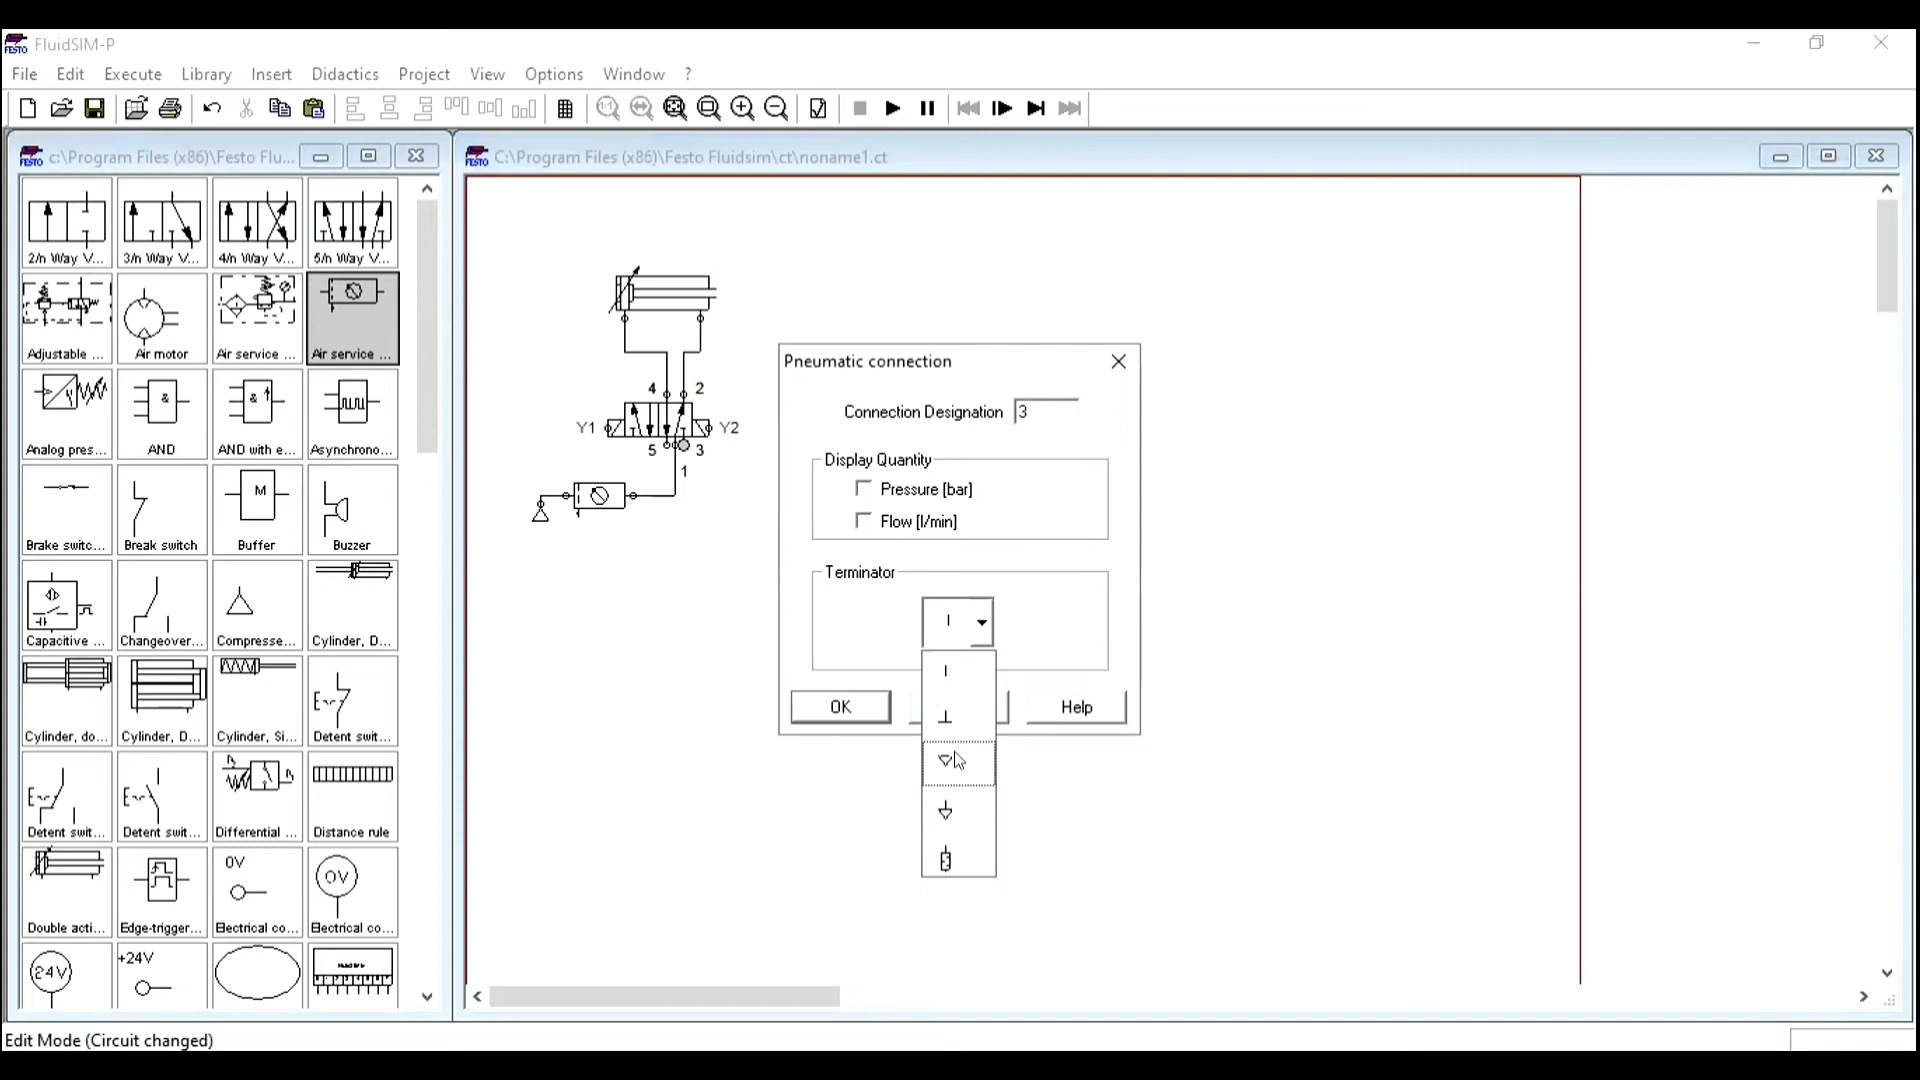 FESTO FluidSIM-P
File Edit Execute Library Insert Didactics Project View Options Window ?
FESTO c:\Program Files (x86)\Festo Flu...
FESTO C:\Program Files (x86)\Festo Fluidsim\ct\noname1.ct
2/n Way V... 3/n Way V... 4/n Way V... 5/n Way V...
Adjustable ... Air motor Air service ... Air service ...
& &
Analog pres... AND AND with e... Asynchrono...
M
Brake switc... Break switch Buffer Buzzer
Capacitive ... Changeover... Compresse... Cylinder, D...
Cylinder, do... Cylinder, D... Cylinder, Si... Detent swit...
Detent swit... Detent swit... Differential ... Distance rule
0V 0V
Double acti... Edge-trigger... Electrical co... Electrical co...
24V +24V
4 2
Y1 Y2
5 3
1
Pneumatic connection
Connection Designation 3
Display Quantity
Pressure [bar]
Flow [l/min]
Terminator
OK Help
Edit Mode (Circuit changed)